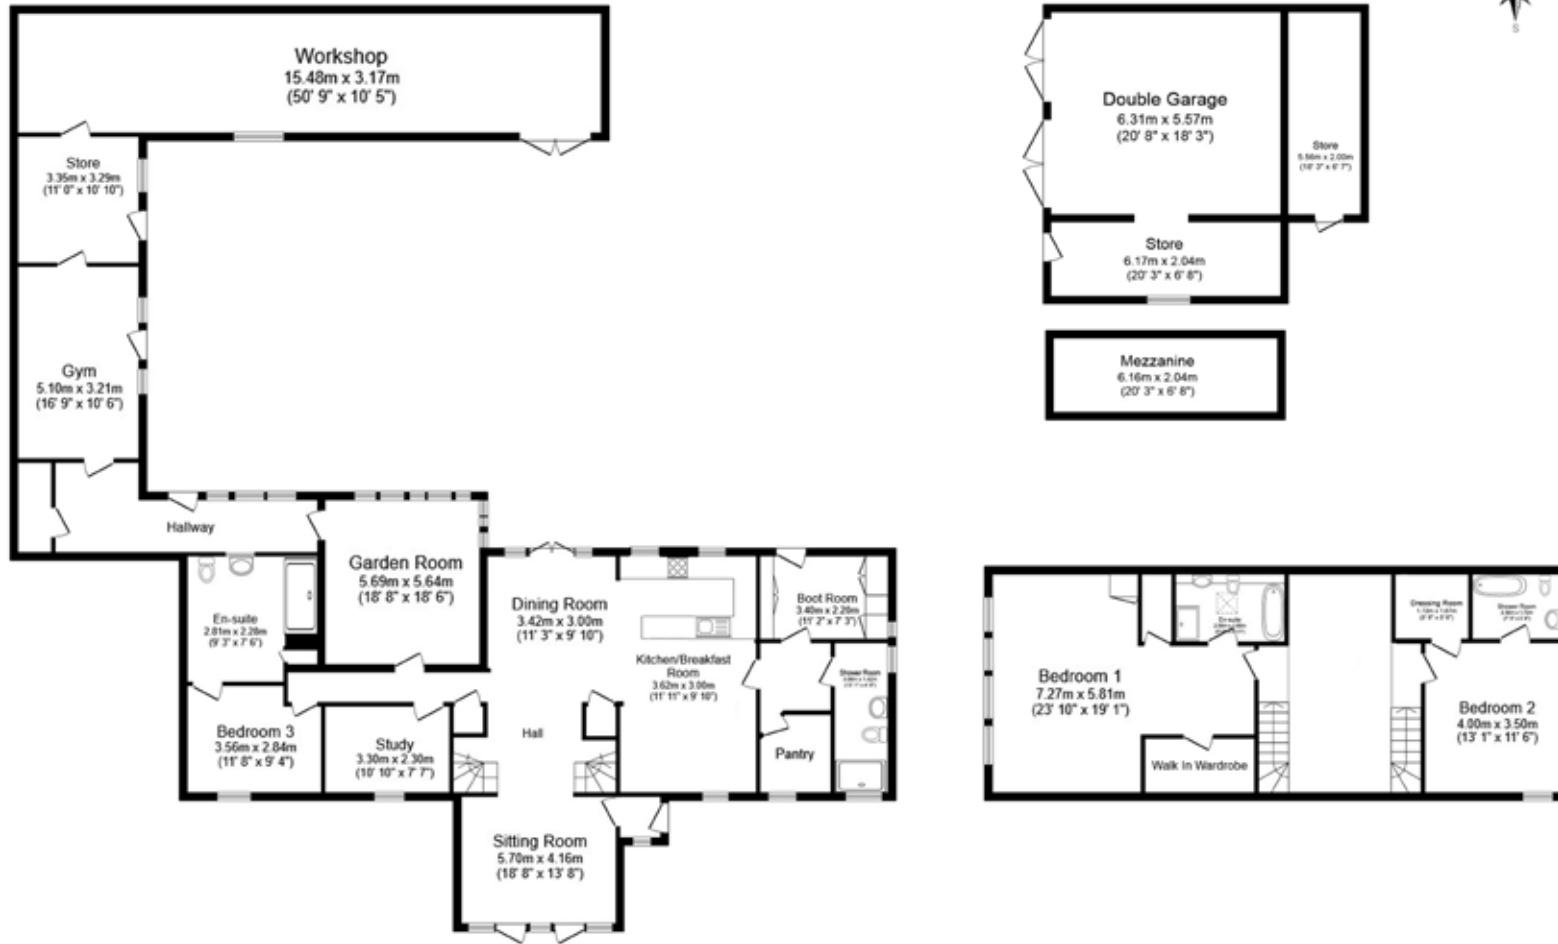 S
Workshop
15.48m x 3.17m
(50' 9" x 10' 5")
Store
3.35m x 3.29m
(11' 0" x 10' 10")
Gym
5.10m x 3.21m
(16' 9" x 10' 6")
Hallway
Garden Room
5.69m x 5.64m
(18' 8" x 18' 6")
En-suite
2.81m x 2.28m
(9' 3" x 7' 6")
Bedroom 3
3.56m x 2.84m
(11' 8" x 9' 4")
Study
3.30m x 2.30m
(10' 10" x 7' 7")
Dining Room
3.42m x 3.00m
(11' 3" x 9' 10")
Hall
Kitchen/Breakfast
Room
3.62m x 3.00m
(11' 11" x 9' 10")
Boot Room
3.40m x 2.20m
(11' 2" x 7' 3")
Shower Room
Pantry
Sitting Room
5.70m x 4.16m
(18' 8" x 13' 8")
Double Garage
6.31m x 5.57m
(20' 8" x 18' 3")
Store
5.56m x 2.00m
(18' 3" x 6' 7")
Store
6.17m x 2.04m
(20' 3" x 6' 8")
Mezzanine
6.16m x 2.04m
(20' 3" x 6' 8")
Bedroom 1
7.27m x 5.81m
(23' 10" x 19' 1")
En-suite
Walk In Wardrobe
Dressing Room
Shower Room
Bedroom 2
4.00m x 3.50m
(13' 1" x 11' 6")